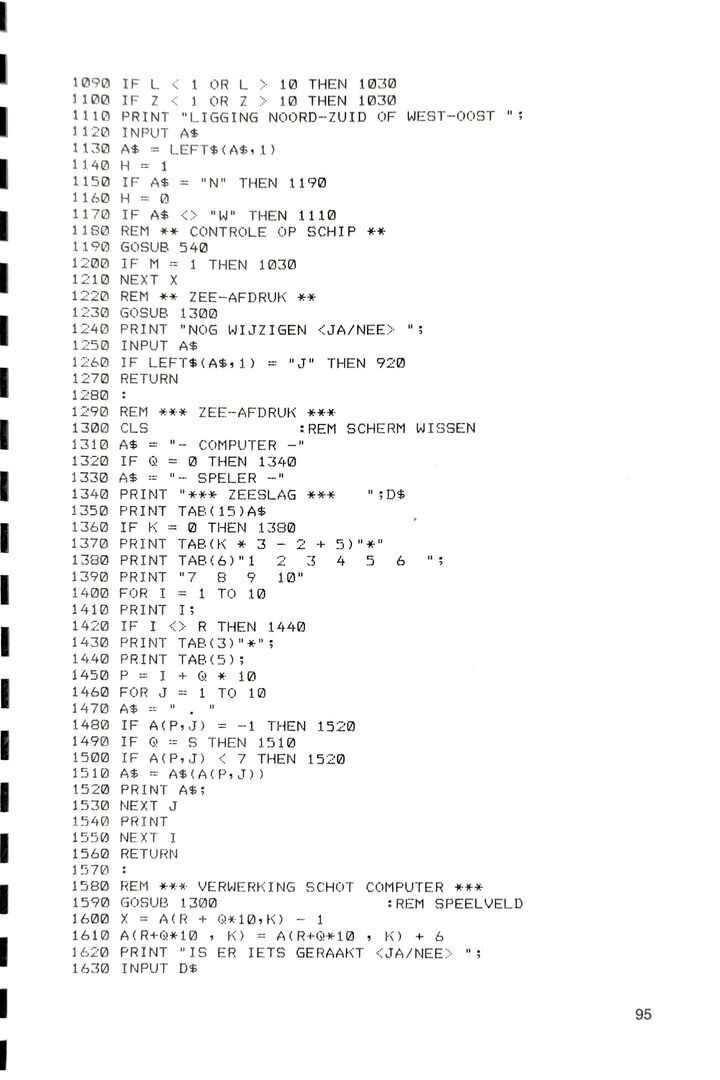 1090 IF L < 1 OR L > 10 THEN 1030
1100 IF Z < 1 OR Z > 10 THEN 1030
1110 PRINT "LIGGING NOORD-ZUID OF WEST-OOST ";
1120 INPUT A$
1130 A$ = LEFT$(A$,1)
1140 H = 1
1150 IF A$ = "N" THEN 1190
1160 H = 0
1170 IF A$ <> "W" THEN 1110
1180 REM ** CONTROLE OP SCHIP **
1190 GOSUB 540
1200 IF M = 1 THEN 1030
1210 NEXT X
1220 REM ** ZEE-AFDRUK **
1230 GOSUB 1300
1240 PRINT "NOG WIJZIGEN <JA/NEE> ";
1250 INPUT A$
1260 IF LEFT$(A$,1) = "J" THEN 920
1270 RETURN
1280 :
1290 REM *** ZEE-AFDRUK ***
1300 CLS                :REM SCHERM WISSEN
1310 A$ = "- COMPUTER -"
1320 IF Q = 0 THEN 1340
1330 A$ = "- SPELER -"
1340 PRINT "*** ZEESLAG ***    ";D$
1350 PRINT TAB(15)A$
1360 IF K = 0 THEN 1380
1370 PRINT TAB(K * 3 - 2 + 5)"*"
1380 PRINT TAB(6)"1  2  3  4  5  6  ";
1390 PRINT "7  8  9  10"
1400 FOR I = 1 TO 10
1410 PRINT I;
1420 IF I <> R THEN 1440
1430 PRINT TAB(3)"*";
1440 PRINT TAB(5);
1450 P = I + Q * 10
1460 FOR J = 1 TO 10
1470 A$ = " . "
1480 IF A(P,J) = -1 THEN 1520
1490 IF Q = S THEN 1510
1500 IF A(P,J) < 7 THEN 1520
1510 A$ = A$(A(P,J))
1520 PRINT A$;
1530 NEXT J
1540 PRINT
1550 NEXT I
1560 RETURN
1570 :
1580 REM *** VERWERKING SCHOT COMPUTER ***
1590 GOSUB 1300                :REM SPEELVELD
1600 X = A(R + Q*10,K) - 1
1610 A(R+Q*10 , K) = A(R+Q*10 , K) + 6
1620 PRINT "IS ER IETS GERAAKT <JA/NEE> ";
1630 INPUT D$
95